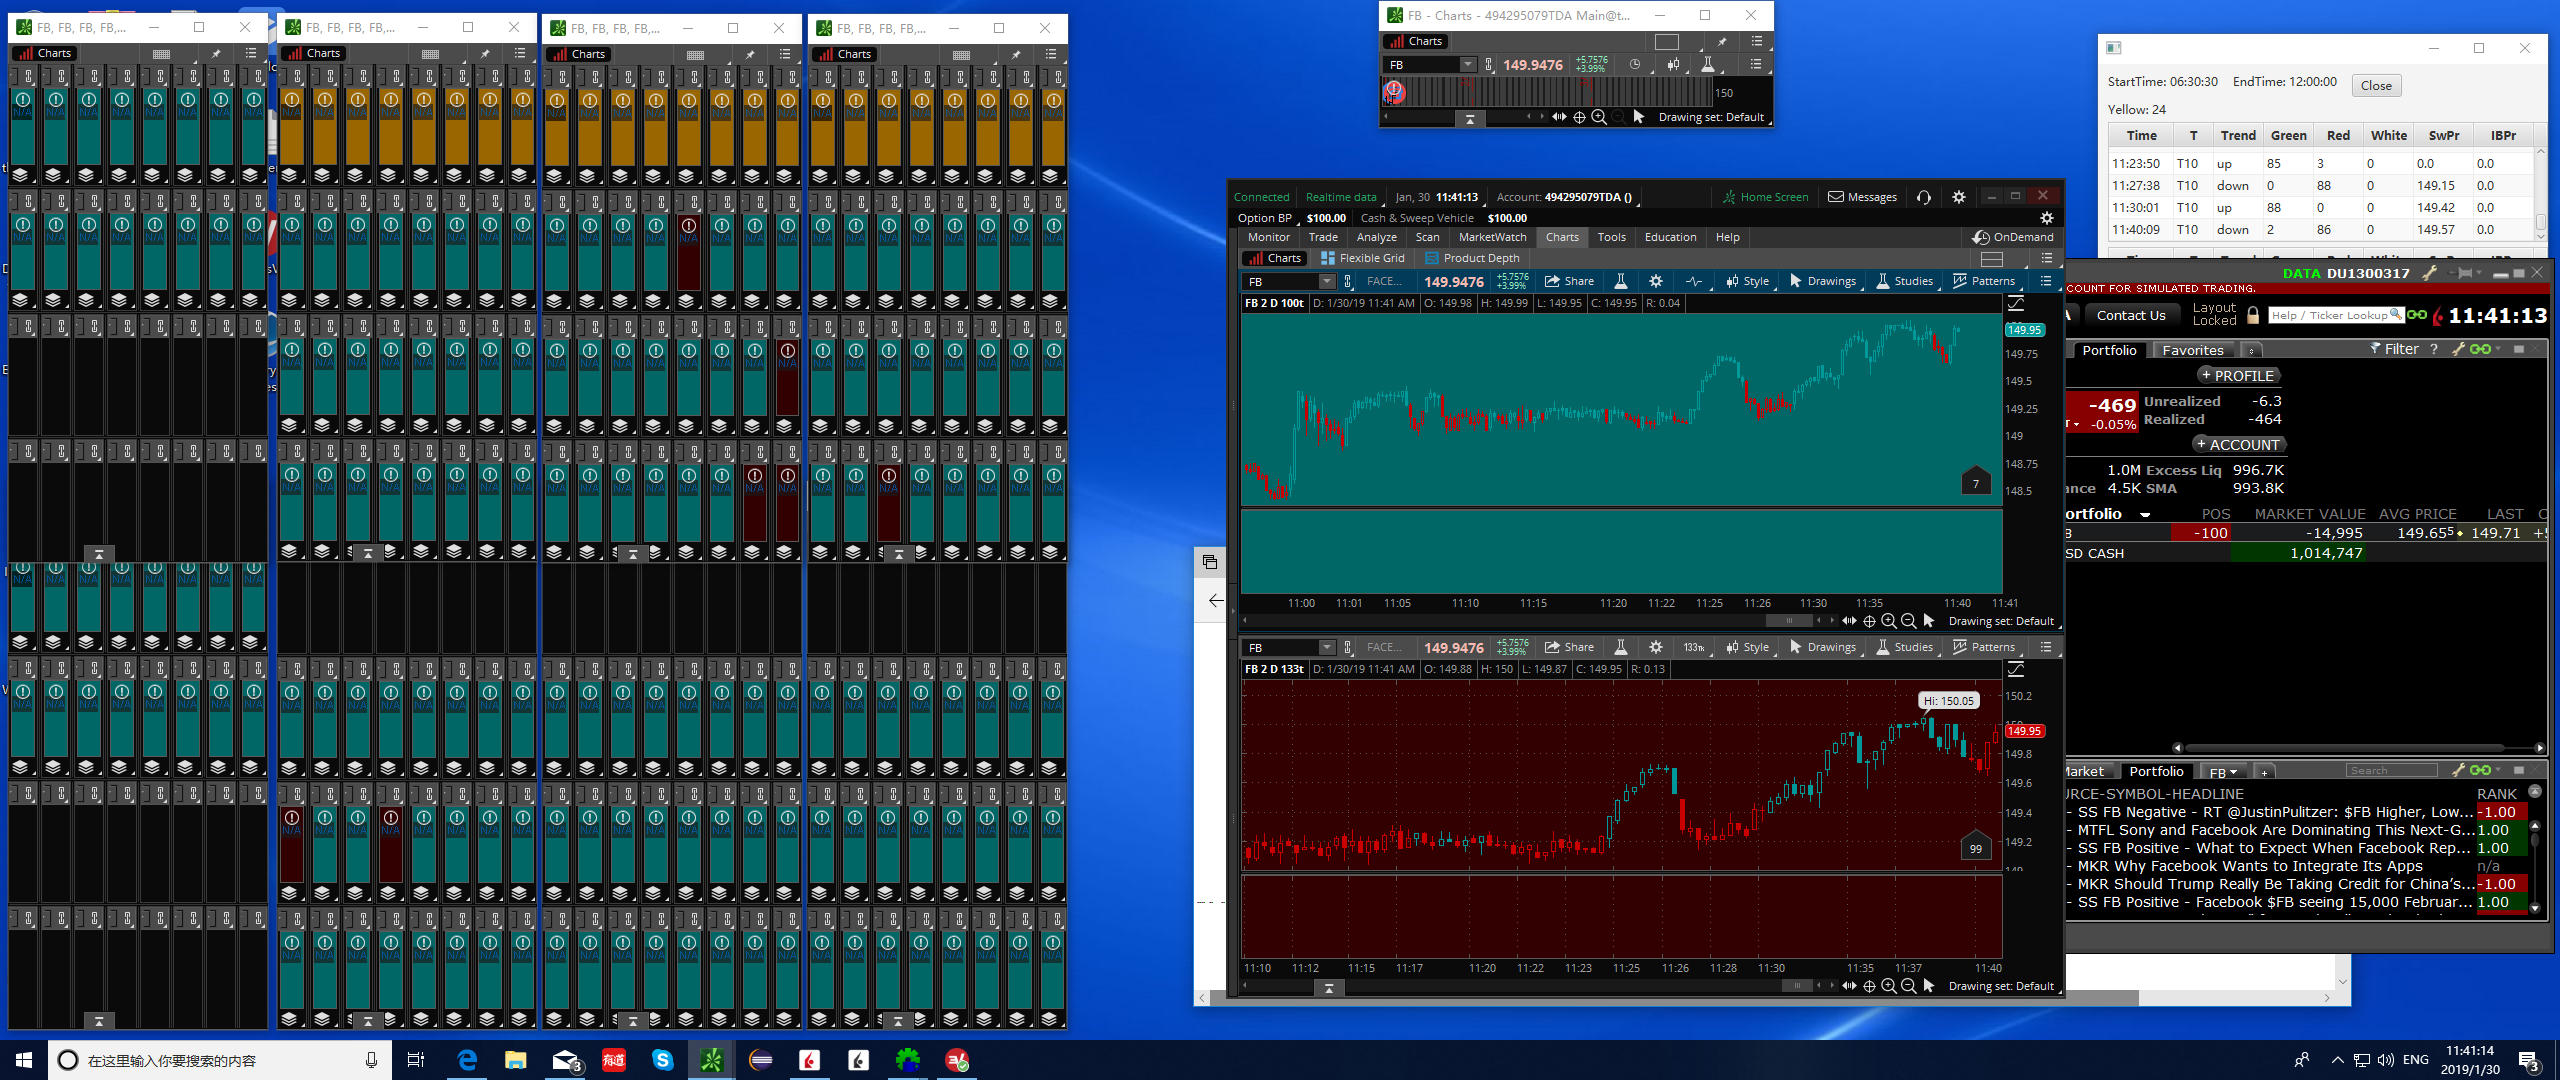 FB, FB, FB, FB,...
Charts
FB, FB, FB, FB,...
Charts
FB, FB, FB, FB,...
Charts
FB, FB, FB, FB,...
Charts
FB - Charts - 494295079TDA Main@t...
Charts
FB 149.9476 +5.7576 +3.99%
150
Drawing set: Default
StartTime: 06:30:30 EndTime: 12:00:00 Close
Yellow: 24
Time T Trend Green Red White SwPr IBPr
11:23:50 T10 up 85 3 0 0.0 0.0
11:27:38 T10 down 0 88 0 149.15 0.0
11:30:01 T10 up 88 0 0 149.42 0.0
11:40:09 T10 down 2 86 0 149.57 0.0
Connected Realtime data Jan, 30 11:41:13 Account: 494295079TDA () Home Screen Messages
Option BP $100.00 Cash & Sweep Vehicle $100.00
Monitor Trade Analyze Scan MarketWatch Charts Tools Education Help OnDemand
Charts Flexible Grid Product Depth
FB FACE... 149.9476 +5.7576 +3.99% Share Style Drawings Studies Patterns
FB 2 D 100t D: 1/30/19 11:41 AM O: 149.98 H: 149.99 L: 149.95 C: 149.95 R: 0.04
149.95
149.75
149.5
149.25
149
148.75
148.5
7
11:00 11:01 11:05 11:10 11:15 11:20 11:22 11:25 11:26 11:30 11:35 11:40 11:41
Drawing set: Default
FB FACE... 149.9476 +5.7576 +3.99% Share 133tk Style Drawings Studies Patterns
FB 2 D 133t D: 1/30/19 11:41 AM O: 149.88 H: 150 L: 149.87 C: 149.95 R: 0.13
Hi: 150.05
150.2
149.95
149.8
149.6
149.4
149.2
99
11:10 11:12 11:15 11:17 11:20 11:22 11:23 11:25 11:26 11:28 11:30 11:35 11:37 11:40
Drawing set: Default
DATA DU1300317
COUNT FOR SIMULATED TRADING.
Contact Us Layout Locked Help / Ticker Lookup 11:41:13
Portfolio Favorites Filter ?
+ PROFILE
-469 -0.05%
Unrealized -6.3
Realized -464
+ ACCOUNT
1.0M Excess Liq 996.7K
ance 4.5K SMA 993.8K
ortfolio POS MARKET VALUE AVG PRICE LAST
B -100 -14,995 149.655 149.71
SD CASH 1,014,747
Market Portfolio FB + Search
URCE-SYMBOL-HEADLINE RANK
- SS FB Negative - RT @JustinPulitzer: $FB Higher, Low... -1.00
- MTFL Sony and Facebook Are Dominating This Next-G... 1.00
- SS FB Positive - What to Expect When Facebook Rep... 1.00
- MKR Why Facebook Wants to Integrate Its Apps n/a
- MKR Should Trump Really Be Taking Credit for China's... -1.00
- SS FB Positive - Facebook $FB seeing 15,000 Februar... 1.00
在这里输入你要搜索的内容
3
有道
ENG
11:41:14
2019/1/30
3